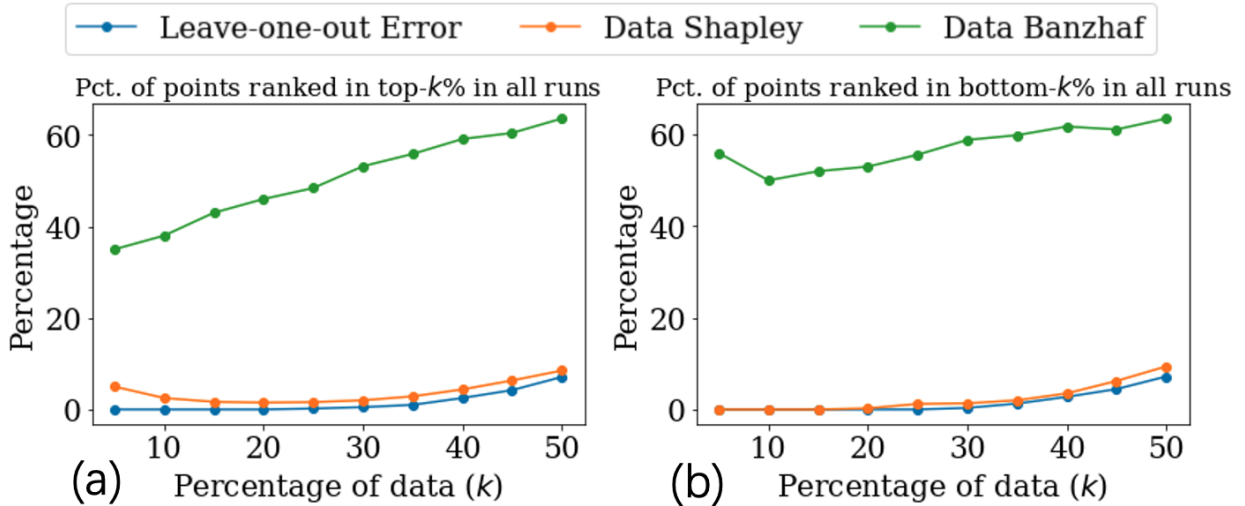 Leave-one-out Error Data Shapley Data Banzhaf
Pct. of points ranked in top-k% in all runs
Percentage
60
40
20
0
10 20 30 40 50
Percentage of data (k)
(a)
Pct. of points ranked in bottom-k% in all runs
Percentage
60
40
20
0
10 20 30 40 50
Percentage of data (k)
(b)